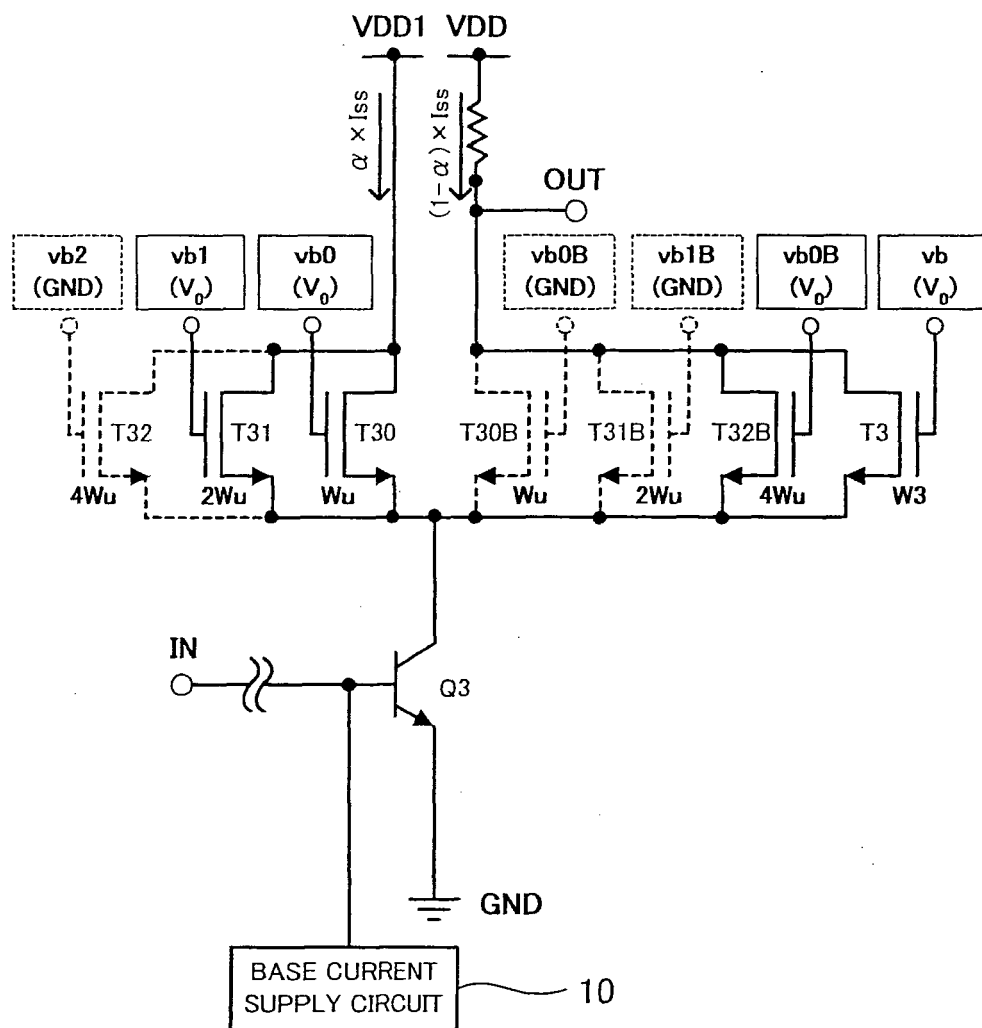 VDD1 VDD
α × Iss
(1-α) × Iss
OUT
vb2
(GND)
vb1
(V₀)
vb0
(V₀)
vb0B
(GND)
vb1B
(GND)
vb0B
(V₀)
vb
(V₀)
T32 T31 T30 T30B T31B T32B T3
4Wu 2Wu Wu Wu 2Wu 4Wu W3
IN
Q3
GND
BASE CURRENT
SUPPLY CIRCUIT
10